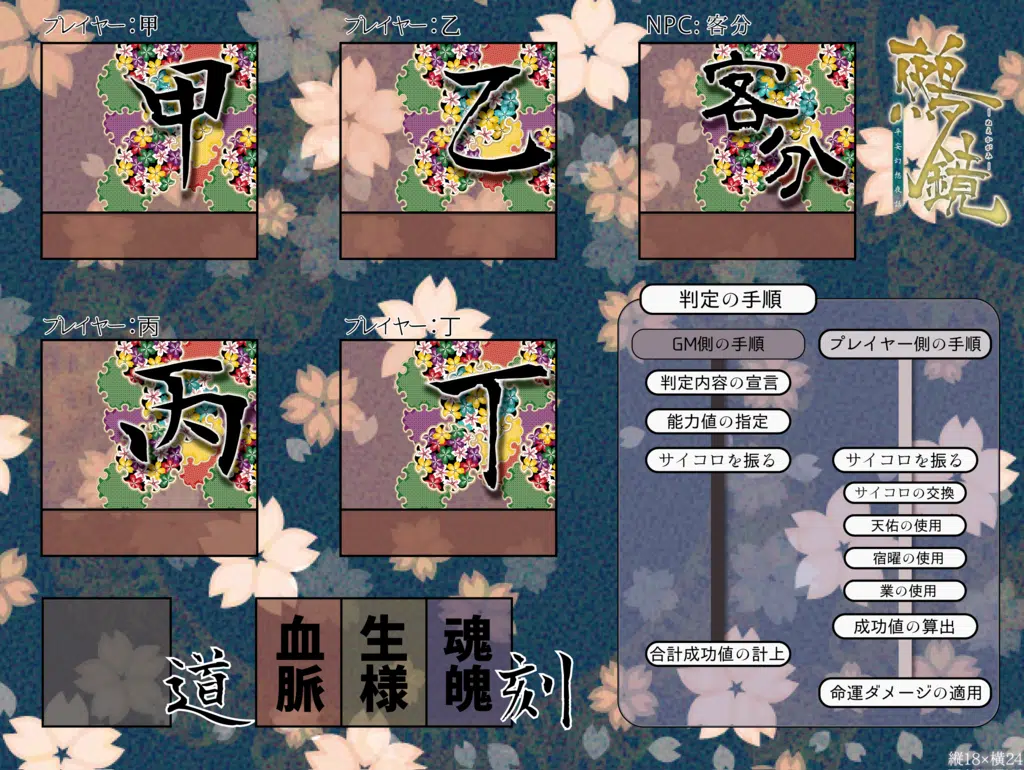 プレイヤー：甲
甲
プレイヤー：乙
乙
NPC: 客分
客分
鵺鏡
ーぬえかがみー
平安幻想夜話
プレイヤー：丙
丙
プレイヤー：丁
丁
道
血脈
生様
魂魄
刻
判定の手順
GM側の手順
判定内容の宣言
能力値の指定
サイコロを振る
合計成功値の計上
プレイヤー側の手順
サイコロを振る
サイコロの交換
天佑の使用
宿曜の使用
業の使用
成功値の算出
命運ダメージの適用
縦18×横24